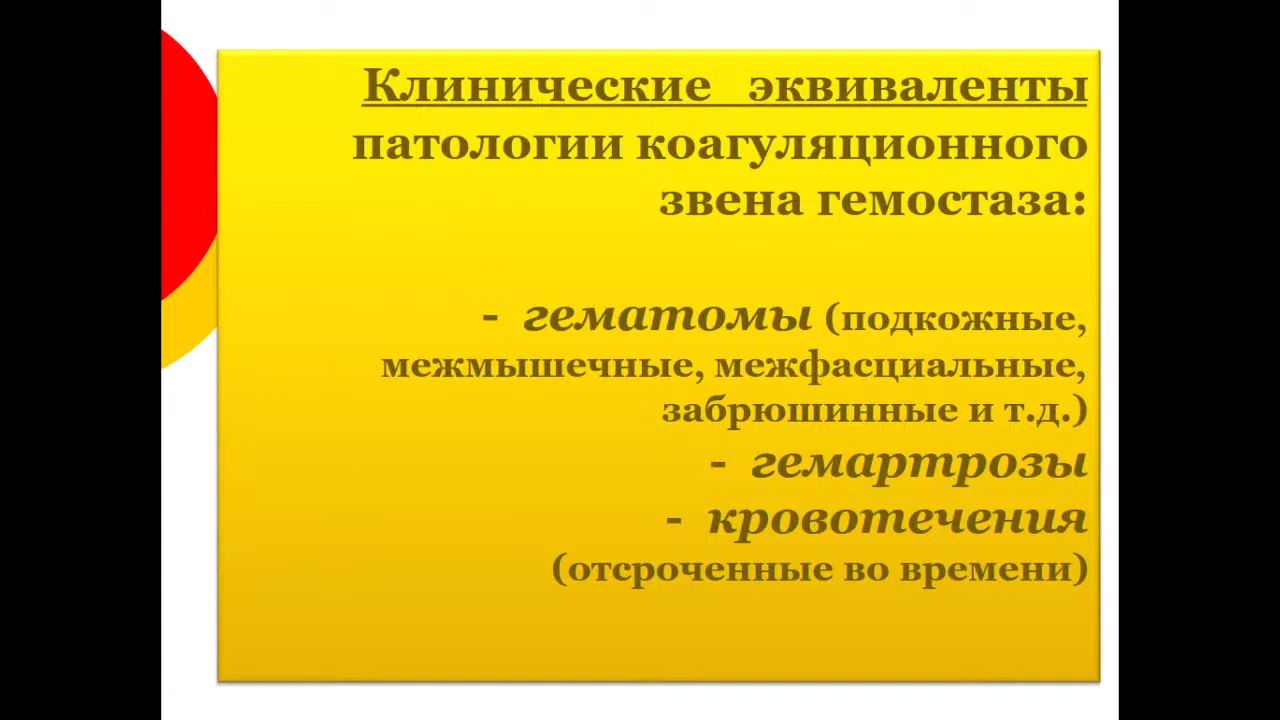 Клинические эквиваленты
патологии коагуляционного
звена гемостаза:
- гематомы (подкожные,
межмышечные, межфасциальные,
забрюшинные и т.д.)
- гемартрозы
- кровотечения
(отсроченные во времени)